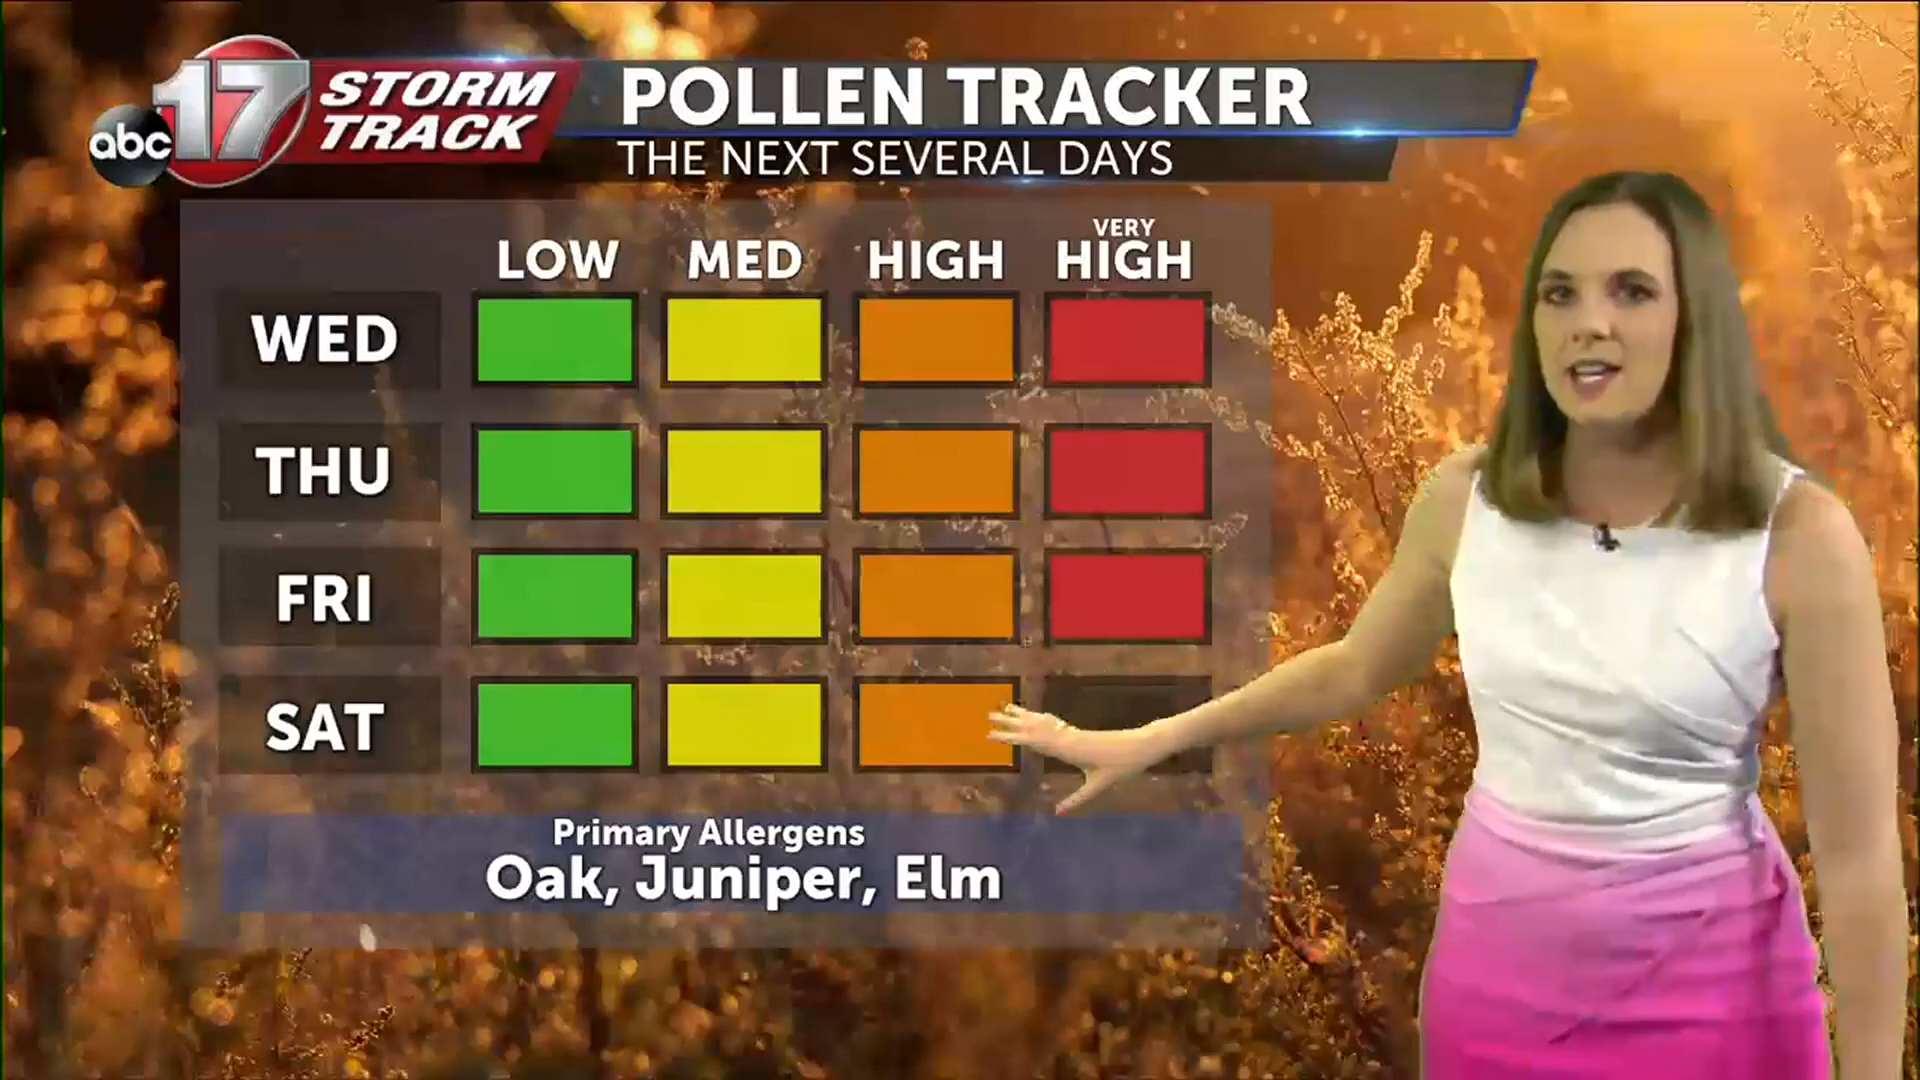 abc 17 STORM TRACK
POLLEN TRACKER
THE NEXT SEVERAL DAYS
LOW MED HIGH VERY HIGH
WED
THU
FRI
SAT
Primary Allergens
Oak, Juniper, Elm